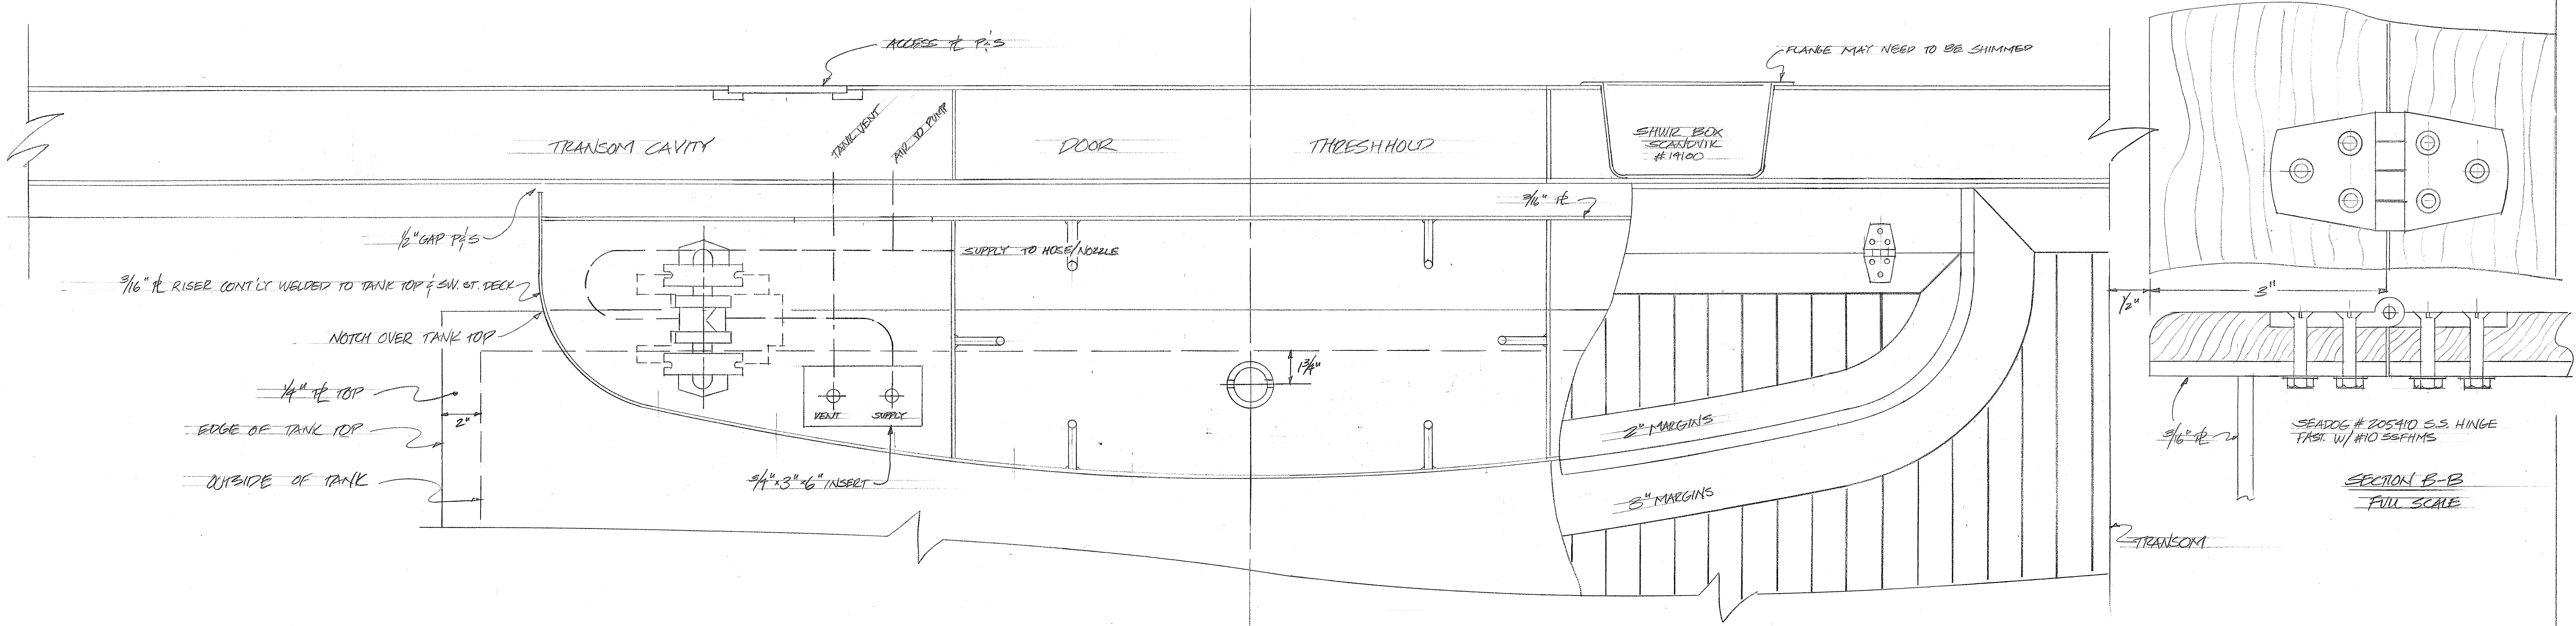 ACCESS ℄ P&S
FLANGE MAY NEED TO BE SHIMMED
TRANSOM CAVITY
TANK VENT
AIR TO PUMP
DOOR
THRESHHOLD
SHWR BOX
SCANDVIK
#14100
3/16" ℄
1/2" GAP P&S
SUPPLY TO HOSE/NOZZLE
3/16" ℄ RISER CONT'LY WELDED TO TANK TOP & SW. ST. DECK
NOTCH OVER TANK TOP
1/2"
3"
1 3/4"
1/4" ℄ TOP
2"
VENT
SUPPLY
EDGE OF TANK TOP
2" MARGINS
3/16" ℄
SEADOG #205410 S.S. HINGE
FAST. W/ #10 SSFHMS
OUTSIDE OF TANK
3/4"x3"x6" INSERT
8" MARGINS
SECTION B-B
FULL SCALE
TRANSOM